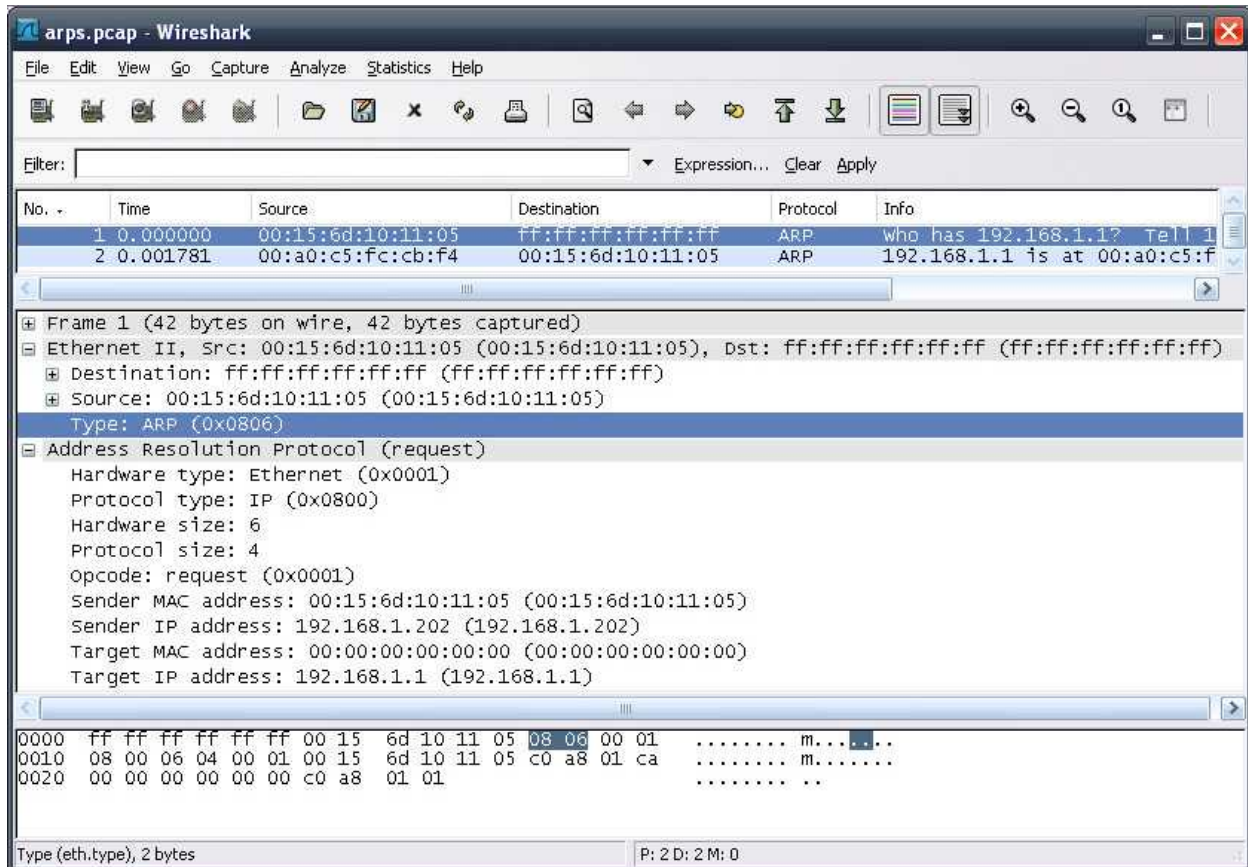 arps.pcap - Wireshark
File Edit View Go Capture Analyze Statistics Help
Filter: Expression... Clear Apply
No. - Time Source Destination Protocol Info
1 0.000000 00:15:6d:10:11:05 ff:ff:ff:ff:ff:ff ARP Who has 192.168.1.1? Tell 1
2 0.001781 00:a0:c5:fc:cb:f4 00:15:6d:10:11:05 ARP 192.168.1.1 is at 00:a0:c5:f
Frame 1 (42 bytes on wire, 42 bytes captured)
Ethernet II, Src: 00:15:6d:10:11:05 (00:15:6d:10:11:05), Dst: ff:ff:ff:ff:ff:ff (ff:ff:ff:ff:ff:ff)
Destination: ff:ff:ff:ff:ff:ff (ff:ff:ff:ff:ff:ff)
Source: 00:15:6d:10:11:05 (00:15:6d:10:11:05)
Type: ARP (0x0806)
Address Resolution Protocol (request)
Hardware type: Ethernet (0x0001)
Protocol type: IP (0x0800)
Hardware size: 6
Protocol size: 4
Opcode: request (0x0001)
Sender MAC address: 00:15:6d:10:11:05 (00:15:6d:10:11:05)
Sender IP address: 192.168.1.202 (192.168.1.202)
Target MAC address: 00:00:00:00:00:00 (00:00:00:00:00:00)
Target IP address: 192.168.1.1 (192.168.1.1)
0000 ff ff ff ff ff ff 00 15 6d 10 11 05 08 06 00 01 ........ m.......
0010 08 00 06 04 00 01 00 15 6d 10 11 05 c0 a8 01 ca ........ m.......
0020 00 00 00 00 00 00 c0 a8 01 01 ........ ..
Type (eth.type), 2 bytes P: 2 D: 2 M: 0